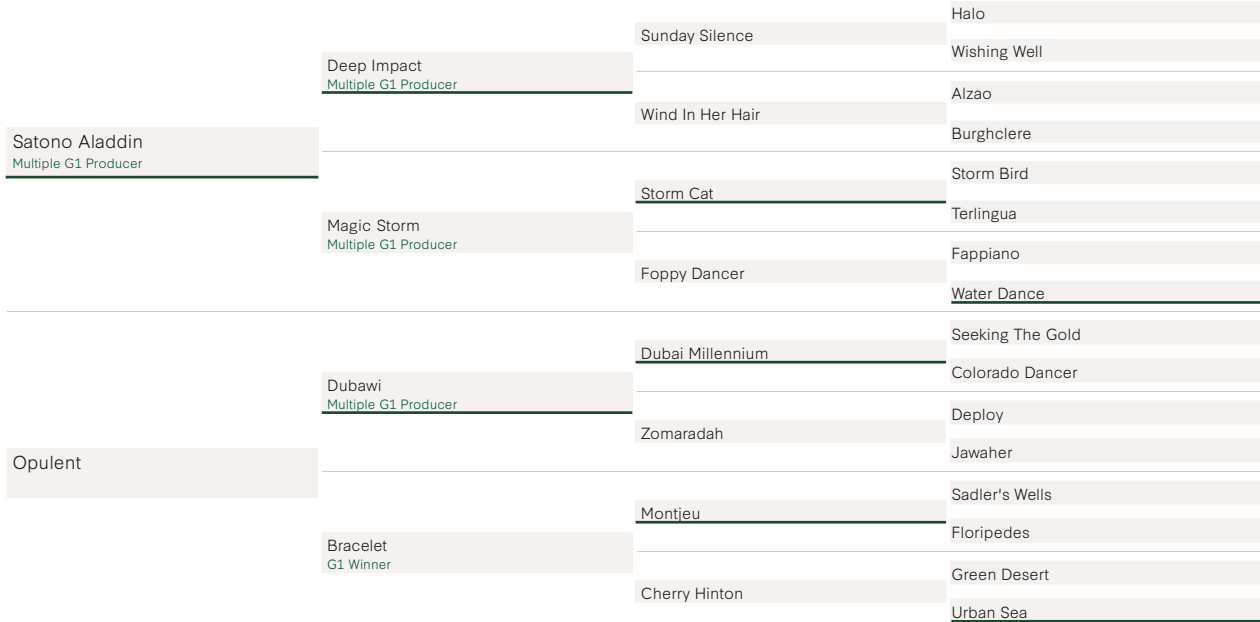 Satono Aladdin
Multiple G1 Producer
Opulent
Deep Impact
Multiple G1 Producer
Magic Storm
Multiple G1 Producer
Dubawi
Multiple G1 Producer
Bracelet
G1 Winner
Sunday Silence
Wind In Her Hair
Storm Cat
Foppy Dancer
Dubai Millennium
Zomaradah
Montjeu
Cherry Hinton
Halo
Wishing Well
Alzao
Burghclere
Storm Bird
Terlingua
Fappiano
Water Dance
Seeking The Gold
Colorado Dancer
Deploy
Jawaher
Sadler's Wells
Floripedes
Green Desert
Urban Sea